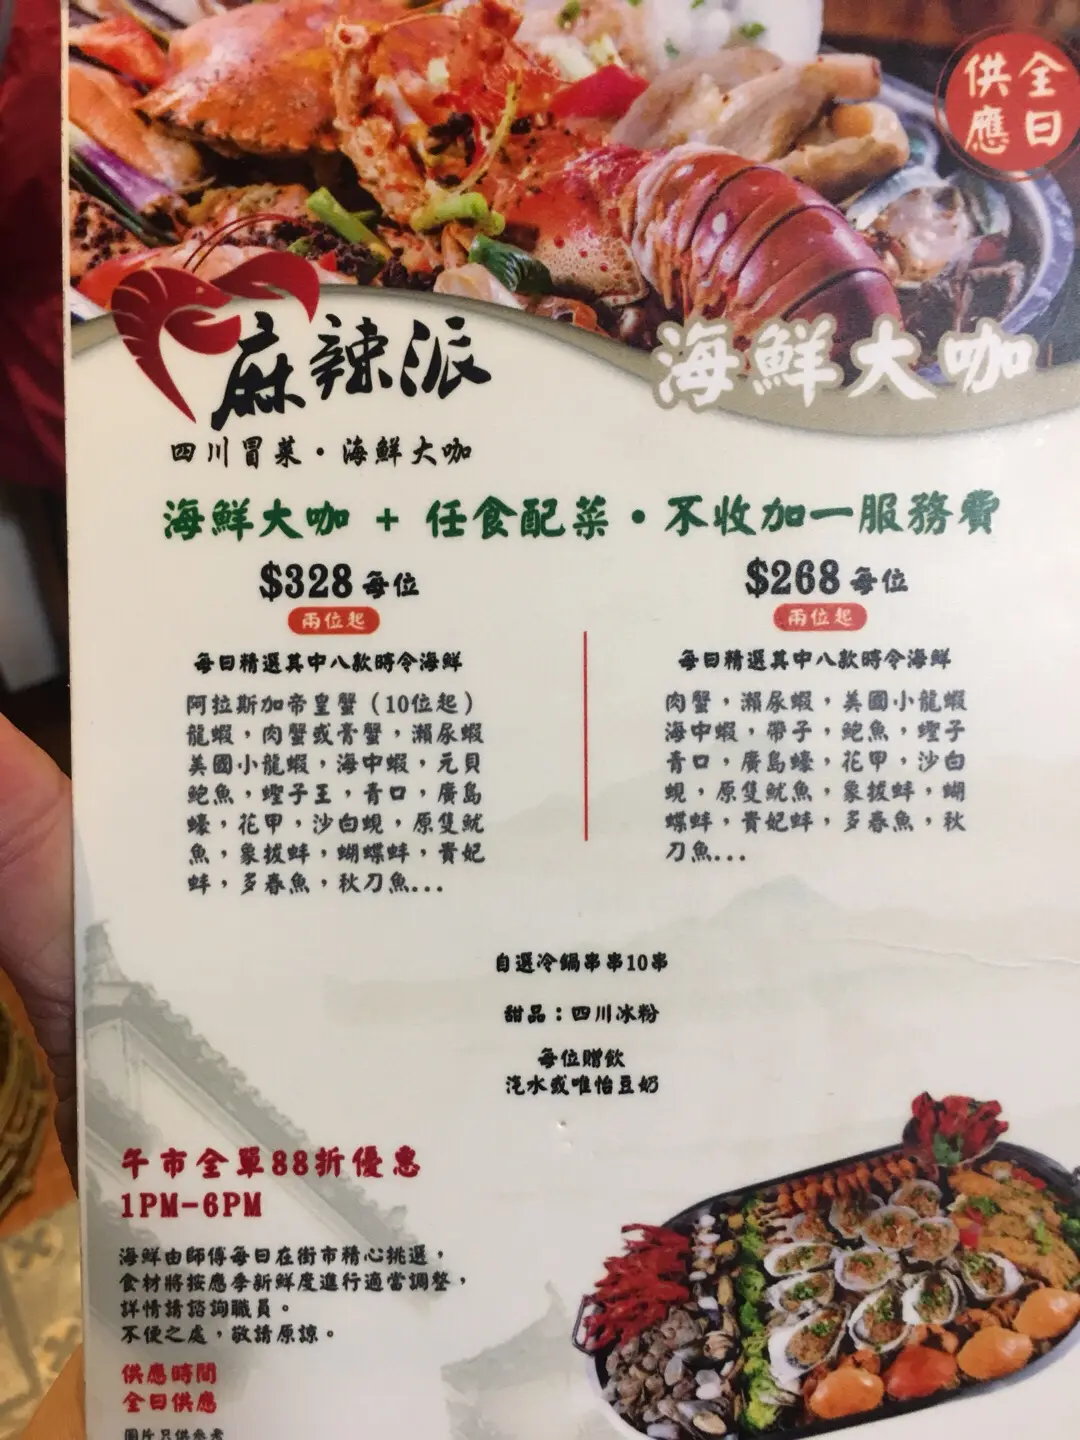 全日
供應
麻辣派
海鮮大咖
四川冒菜·海鮮大咖
海鮮大咖 + 任食配菜·不收加一服務費
$328 每位
兩位起
每日精選其中八款時令海鮮
阿拉斯加帝皇蟹（10位起）
龍蝦，肉蟹或膏蟹，瀨尿蝦
美國小龍蝦，海中蝦，元貝
鮑魚，蟶子王，青口，廣島
蠔，花甲，沙白蜆，原隻魷
魚，象拔蚌，蝴蝶蚌，貴妃
蚌，多春魚，秋刀魚...
$268 每位
兩位起
每日精選其中八款時令海鮮
肉蟹，瀨尿蝦，美國小龍蝦
海中蝦，帶子，鮑魚，蟶子
青口，廣島蠔，花甲，沙白
蜆，原隻魷魚，象拔蚌，蝴
蝶蚌，貴妃蚌，多春魚，秋
刀魚...
自選冷鍋串串10串
甜品：四川冰粉
每位贈飲
汽水或唯怡豆奶
午市全單88折優惠
1PM-6PM
海鮮由師傅每日在街市精心挑選，
食材將按應季新鮮度進行適當調整，
詳情請諮詢職員。
不便之處，敬請原諒。
供應時間
全日供應
圖片只供參考